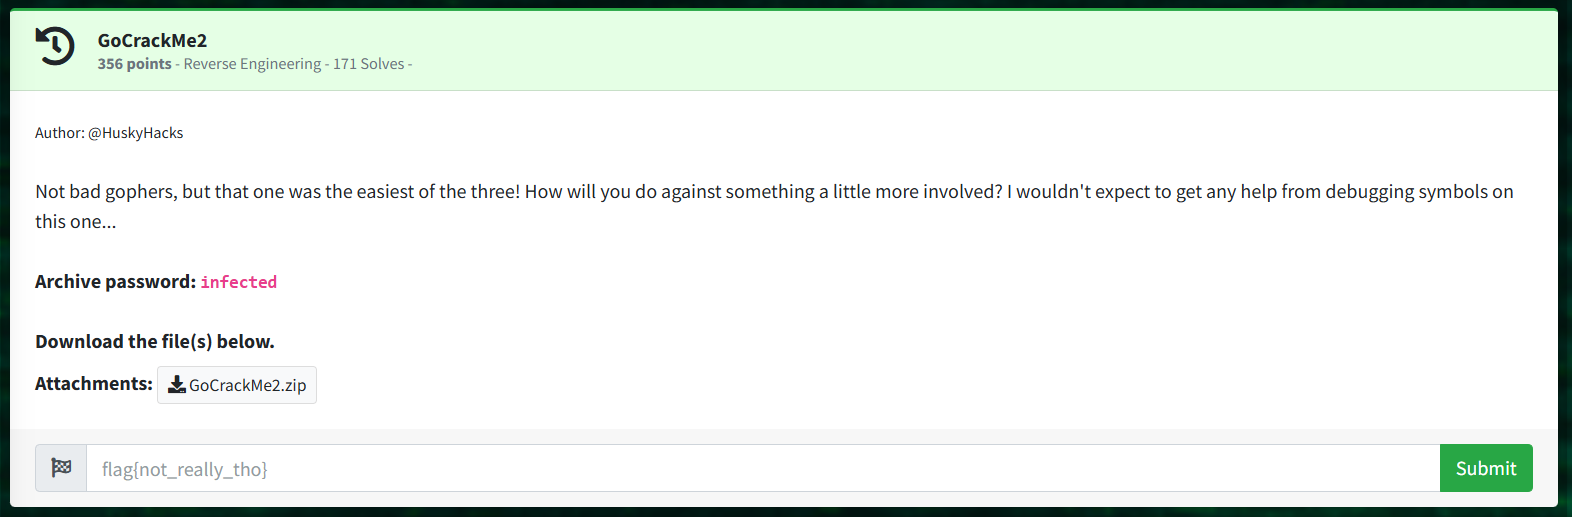 GoCrackMe2
356 points - Reverse Engineering - 171 Solves -
Author: @HuskyHacks
Not bad gophers, but that one was the easiest of the three! How will you do against something a little more involved? I wouldn't expect to get any help from debugging symbols on
this one...
Archive password: infected
Download the file(s) below.
Attachments: GoCrackMe2.zip
flag{not_really_tho} Submit